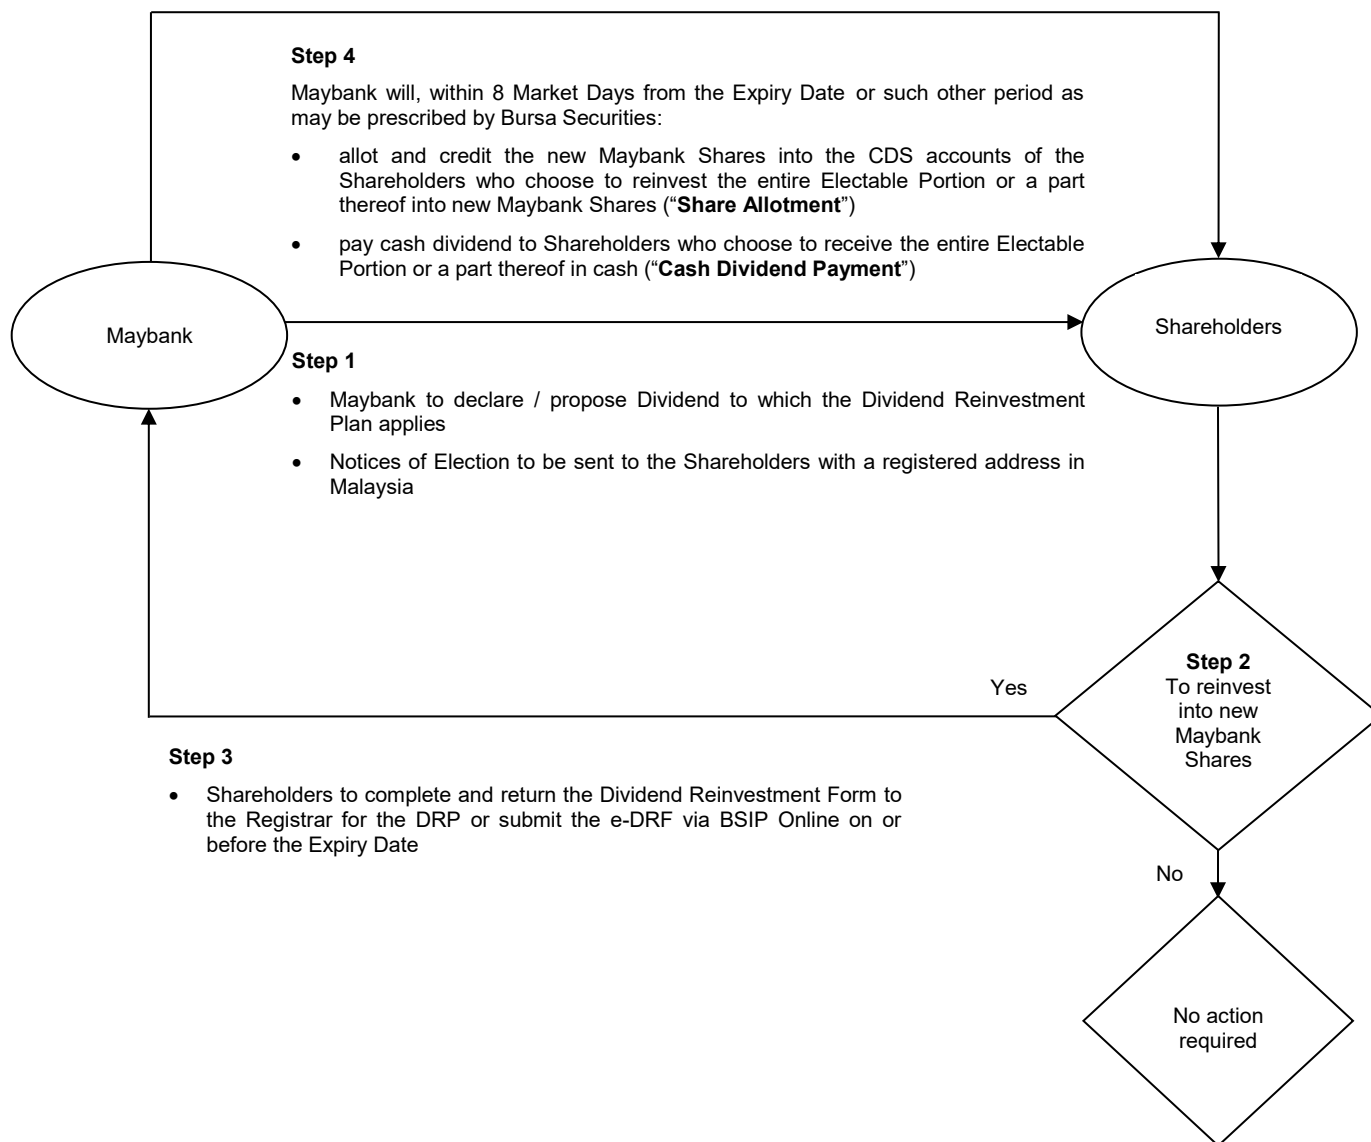 Step 4
Maybank will, within 8 Market Days from the Expiry Date or such other period as
may be prescribed by Bursa Securities:
• allot and credit the new Maybank Shares into the CDS accounts of the
Shareholders who choose to reinvest the entire Electable Portion or a part
thereof into new Maybank Shares (“Share Allotment”)
• pay cash dividend to Shareholders who choose to receive the entire Electable
Portion or a part thereof in cash (“Cash Dividend Payment”)
Maybank
Shareholders
Step 1
• Maybank to declare / propose Dividend to which the Dividend Reinvestment
Plan applies
• Notices of Election to be sent to the Shareholders with a registered address in
Malaysia
Step 2
To reinvest
into new
Maybank
Shares
Yes
Step 3
• Shareholders to complete and return the Dividend Reinvestment Form to
the Registrar for the DRP or submit the e-DRF via BSIP Online on or
before the Expiry Date
No
No action
required